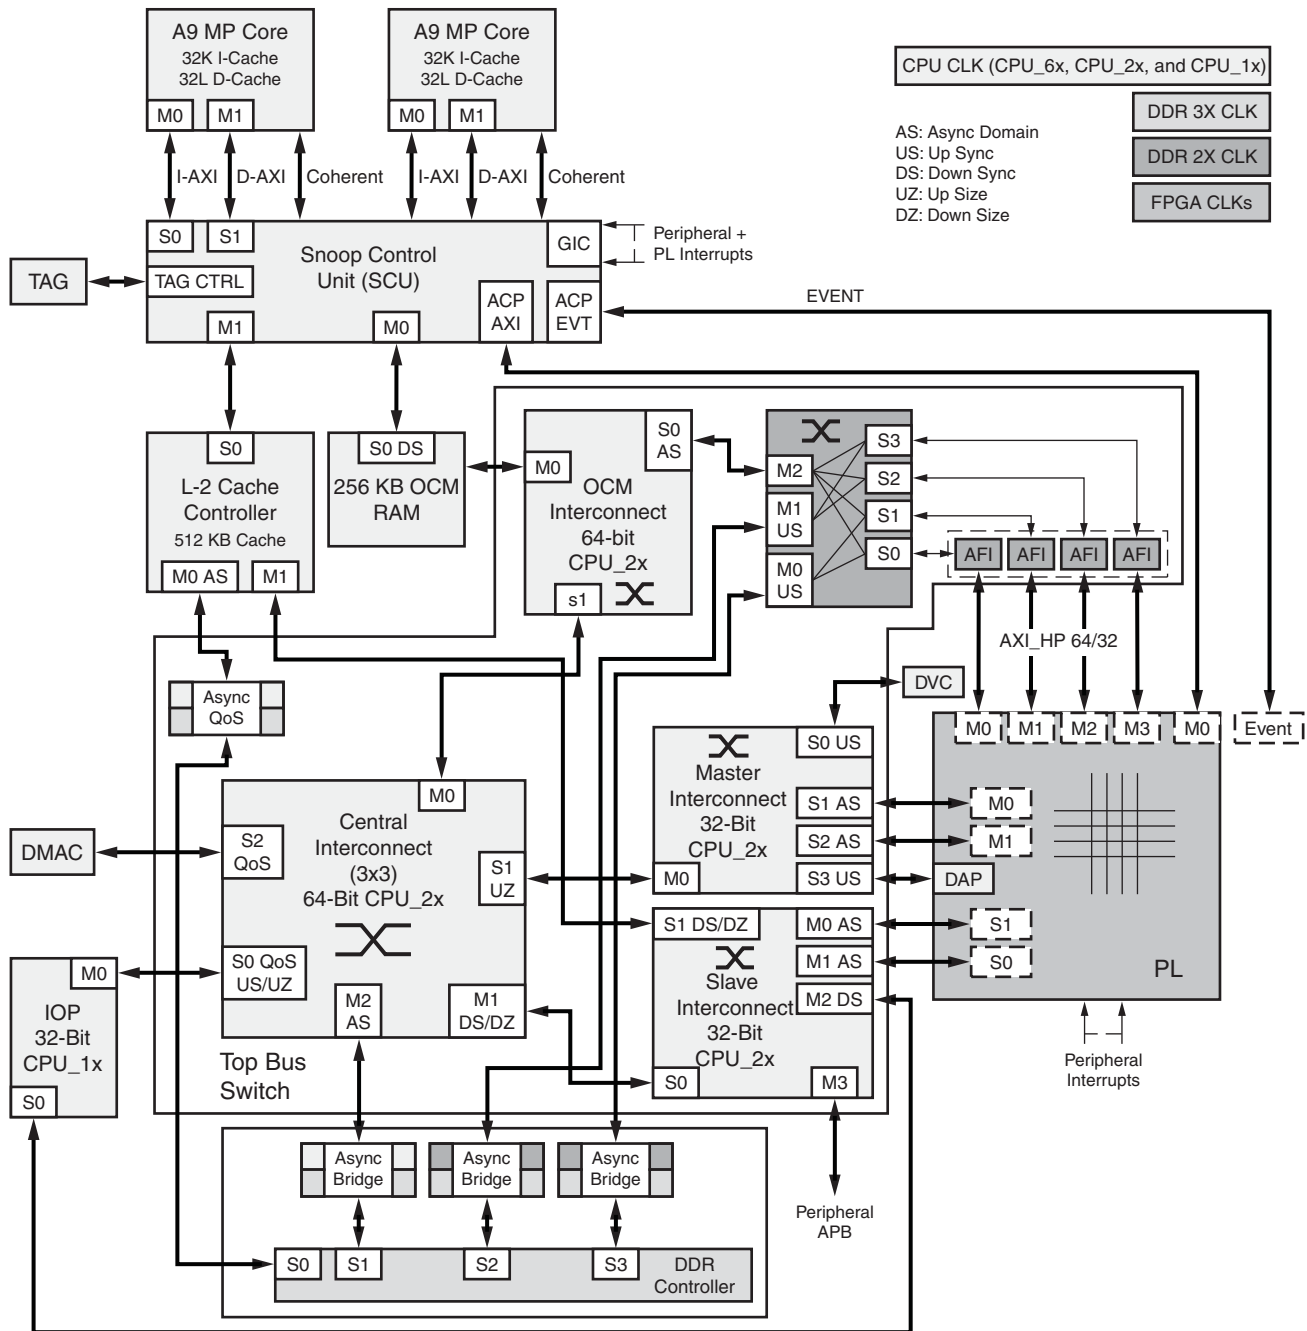 A9 MP Core
32K I-Cache
32L D-Cache
M0
M1
A9 MP Core
32K I-Cache
32L D-Cache
M0
M1
CPU CLK (CPU_6x, CPU_2x, and CPU_1x)
DDR 3X CLK
DDR 2X CLK
FPGA CLKs
AS: Async Domain
US: Up Sync
DS: Down Sync
UZ: Up Size
DZ: Down Size
I-AXI
D-AXI
Coherent
I-AXI
D-AXI
Coherent
S0
S1
Snoop Control
Unit (SCU)
GIC
Peripheral +
PL Interrupts
TAG
TAG CTRL
M1
M0
ACP
AXI
ACP
EVT
EVENT
S0
L-2 Cache
Controller
512 KB Cache
M0 AS
M1
S0 DS
256 KB OCM
RAM
M0
S0
AS
OCM
Interconnect
64-bit
CPU_2x
s1
M2
M1
US
M0
US
S3
S2
S1
S0
AFI
AFI
AFI
AFI
AXI_HP 64/32
Async
QoS
DVC
M0
M1
M2
M3
M0
Event
M0
Central
Interconnect
(3x3)
64-Bit CPU_2x
S2
QoS
S1
UZ
S0 QoS
US/UZ
M2
AS
M1
DS/DZ
DMAC
M0
IOP
32-Bit
CPU_1x
S0
Top Bus
Switch
S0 US
Master
Interconnect
32-Bit
CPU_2x
S1 AS
S2 AS
M0
S3 US
S1 DS/DZ
M0 AS
M1 AS
Slave
Interconnect
32-Bit
CPU_2x
M2 DS
S0
M3
M0
M1
DAP
S1
S0
PL
Peripheral
Interrupts
Async
Bridge
Async
Bridge
Async
Bridge
Peripheral
APB
S0
S1
S2
S3
DDR
Controller